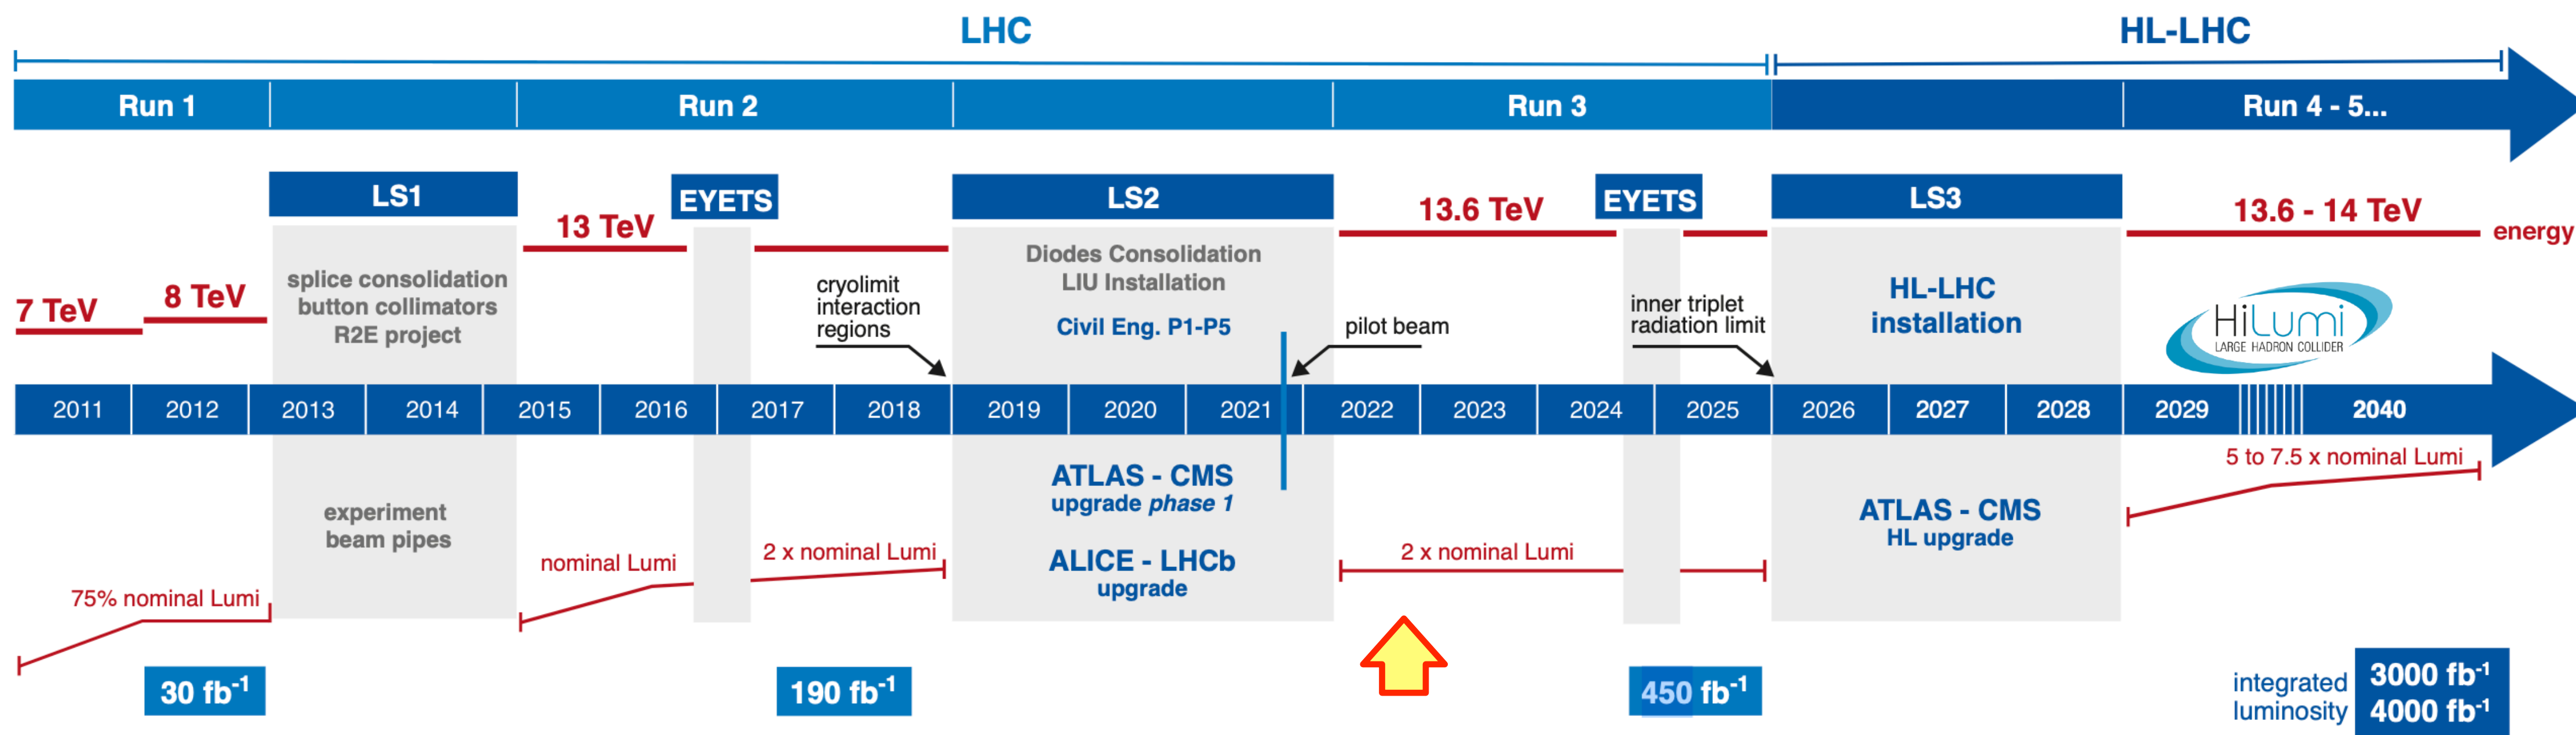 LHC
HL-LHC
Run 1
Run 2
Run 3
Run 4 - 5...
LS1
EYETS
LS2
EYETS
LS3
13 TeV
13.6 TeV
13.6 - 14 TeV
energy
7 TeV
8 TeV
splice consolidation
button collimators
R2E project
cryolimit
interaction
regions
Diodes Consolidation
LIU Installation
Civil Eng. P1-P5
pilot beam
inner triplet
radiation limit
HL-LHC
installation
HiLumi
LARGE HADRON COLLIDER
2011 2012 2013 2014 2015 2016 2017 2018 2019 2020 2021 2022 2023 2024 2025 2026 2027 2028 2029 2040
5 to 7.5 x nominal Lumi
experiment
beam pipes
ATLAS - CMS
upgrade phase 1
ALICE - LHCb
upgrade
ATLAS - CMS
HL upgrade
75% nominal Lumi
nominal Lumi
2 x nominal Lumi
2 x nominal Lumi
30 fb-1
190 fb-1
450 fb-1
integrated
luminosity
3000 fb-1
4000 fb-1